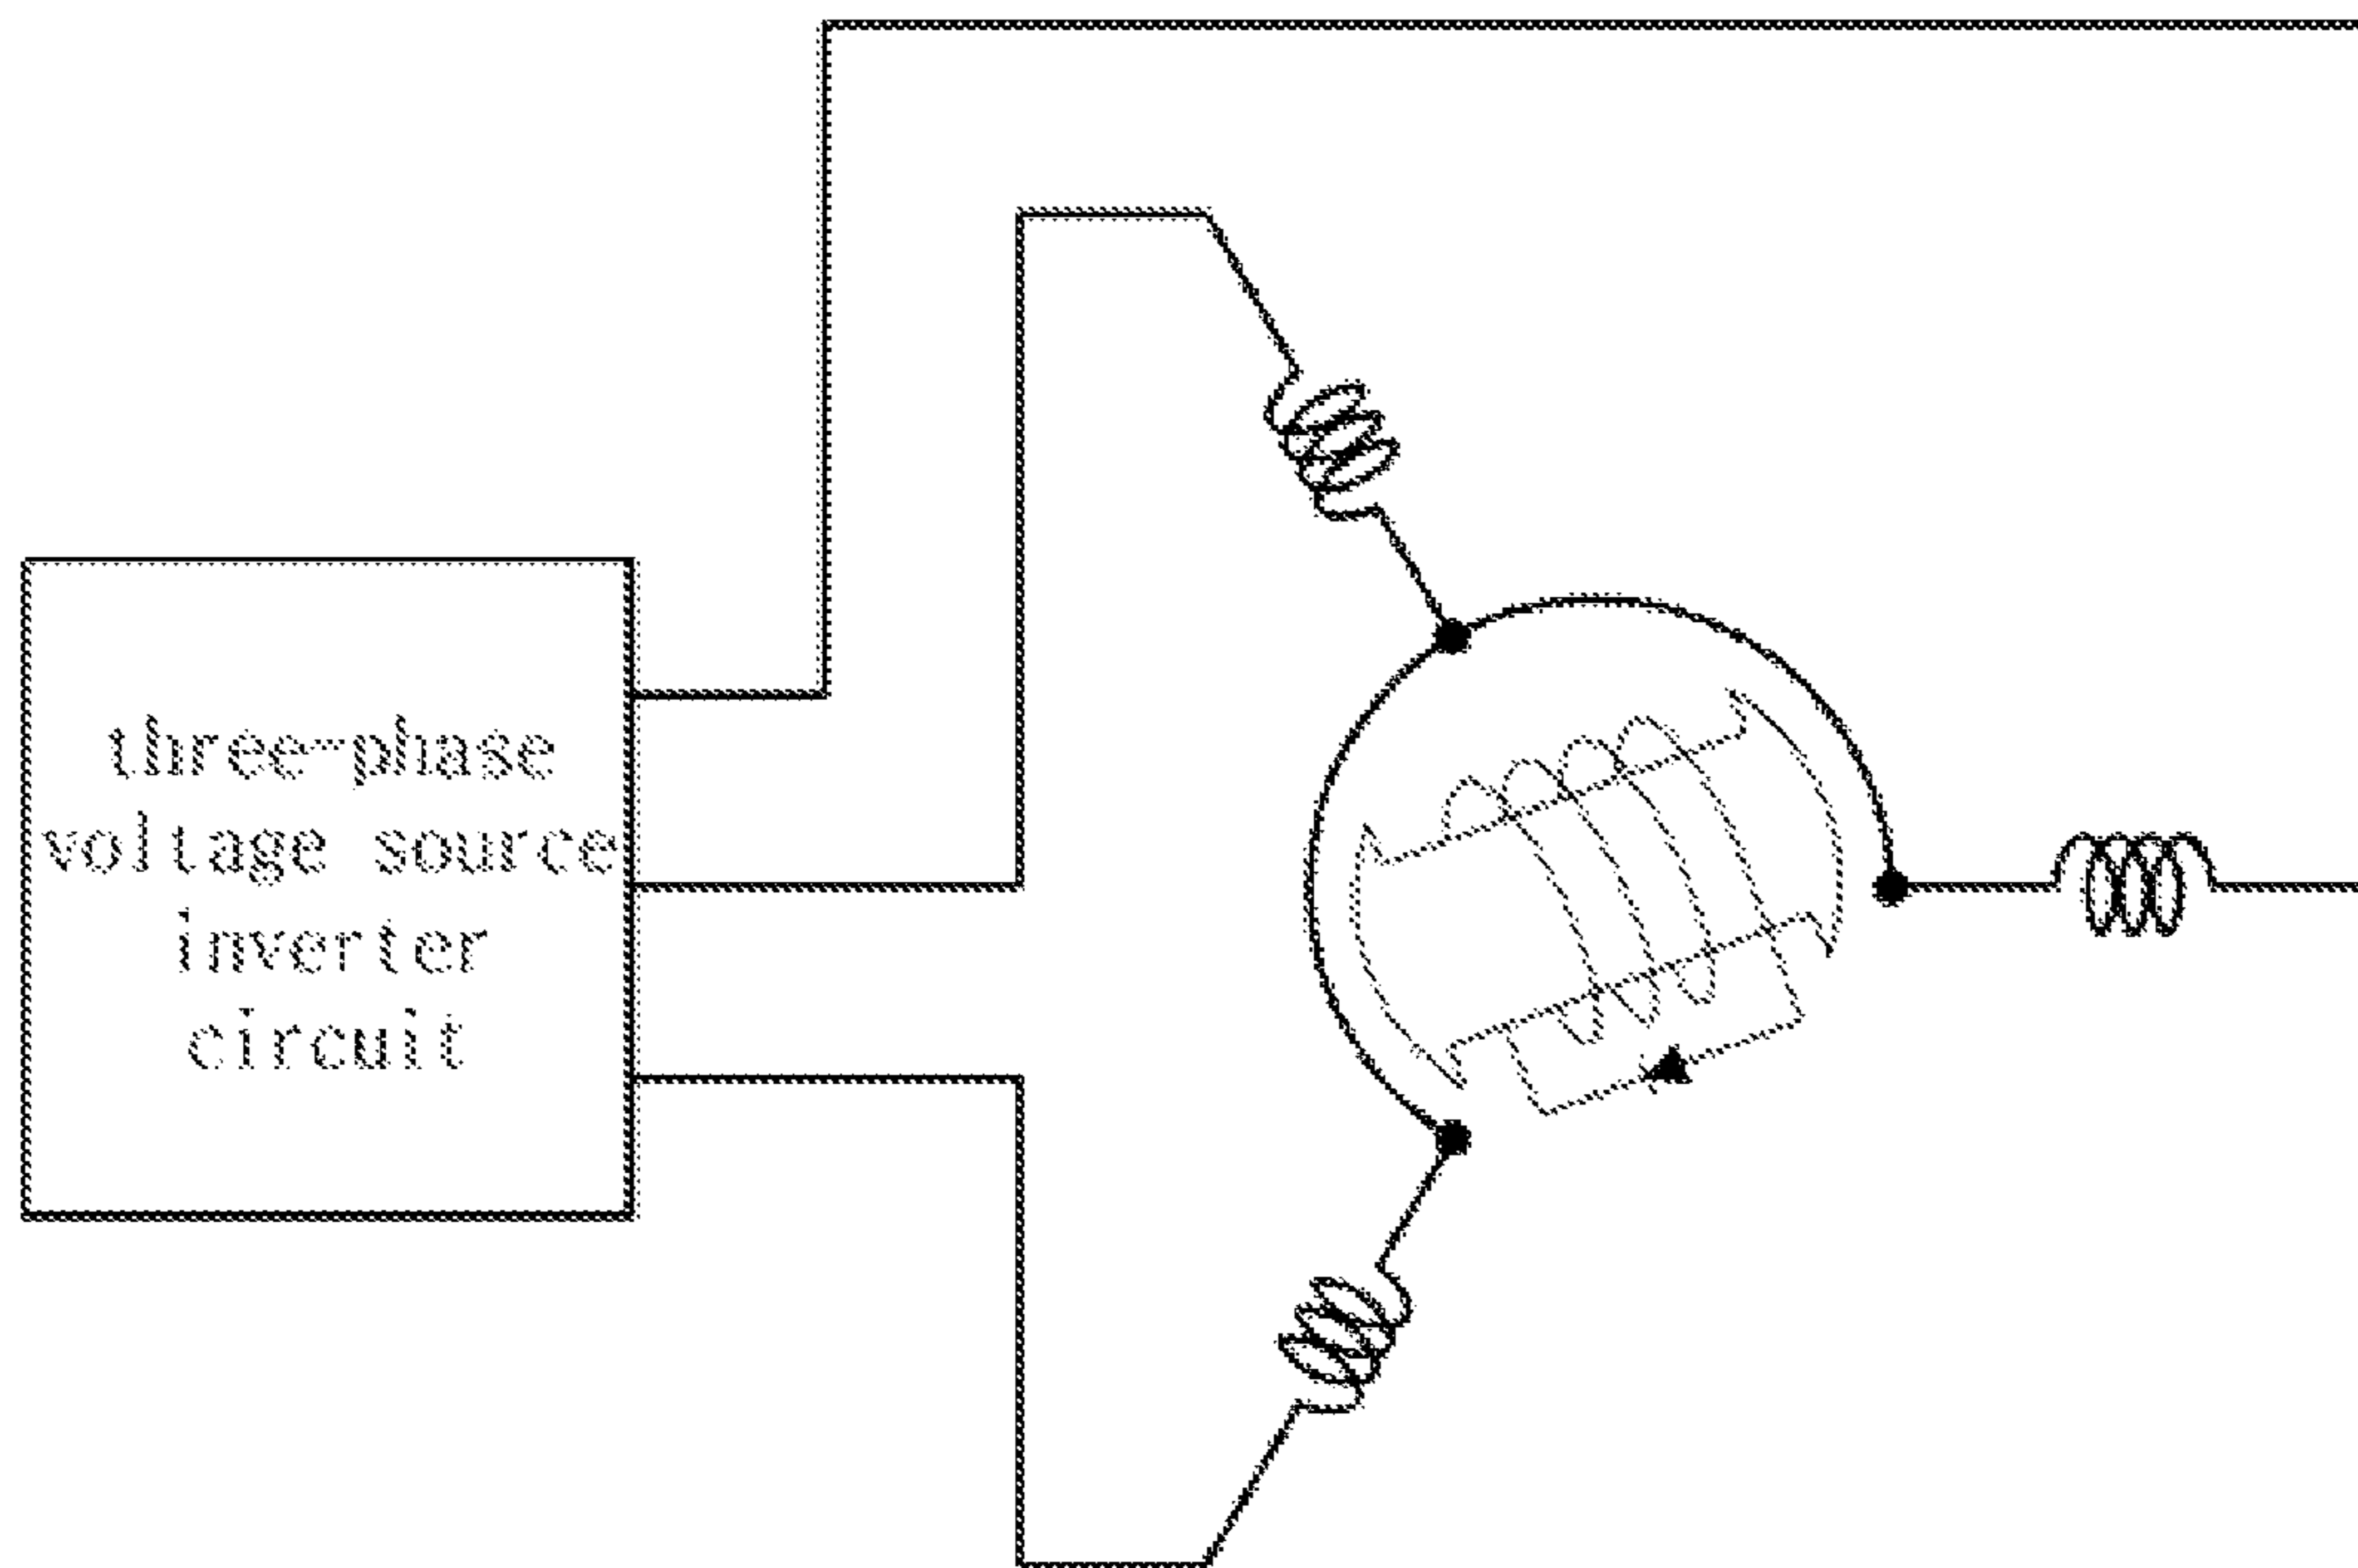 three-phase
voltage source
inverter
circuit